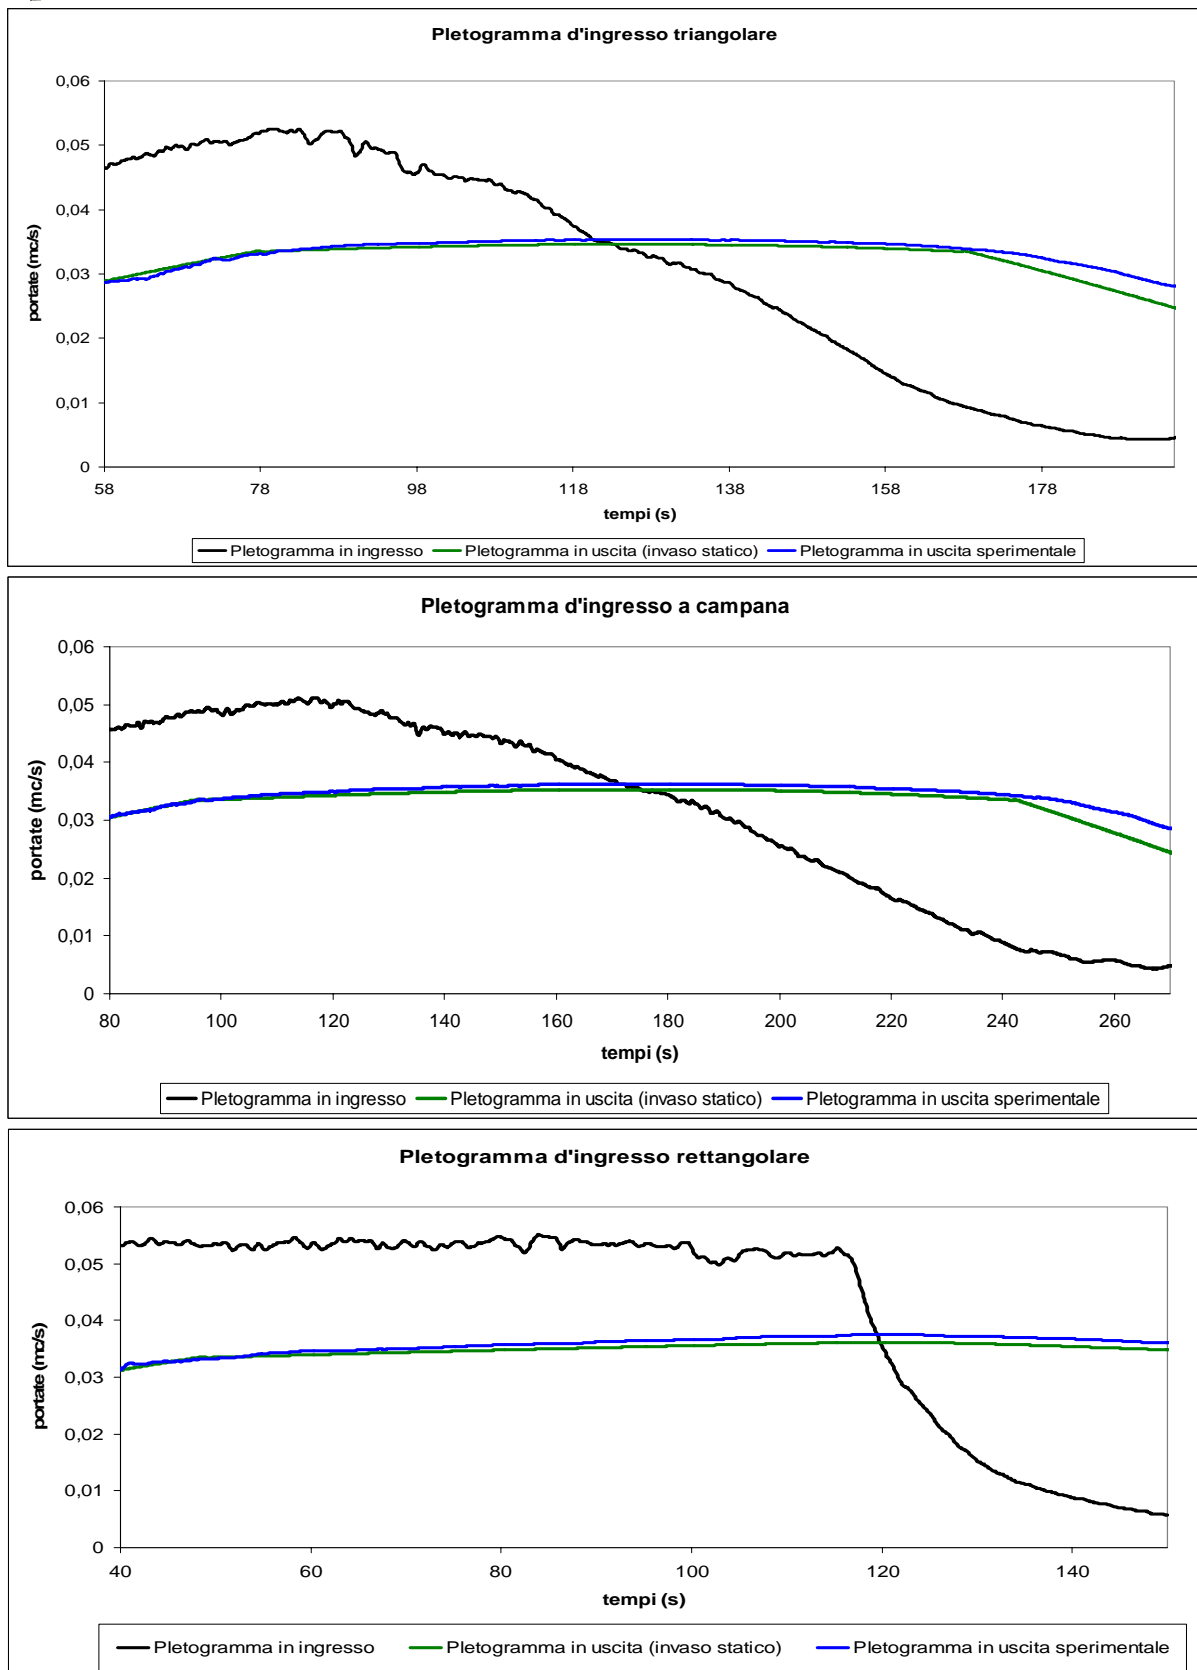 Pletogramma d'ingresso triangolare
0,06
0,05
0,04
0,03
0,02
0,01
0
portate (mc/s)
58 78 98 118 138 158 178
tempi (s)
Pletogramma in ingresso Pletogramma in uscita (invaso statico) Pletogramma in uscita sperimentale
Pletogramma d'ingresso a campana
0,06
0,05
0,04
0,03
0,02
0,01
0
portate (mc/s)
80 100 120 140 160 180 200 220 240 260
tempi (s)
Pletogramma in ingresso Pletogramma in uscita (invaso statico) Pletogramma in uscita sperimentale
Pletogramma d'ingresso rettangolare
0,06
0,05
0,04
0,03
0,02
0,01
0
portate (mc/s)
40 60 80 100 120 140
tempi (s)
Pletogramma in ingresso Pletogramma in uscita (invaso statico) Pletogramma in uscita sperimentale